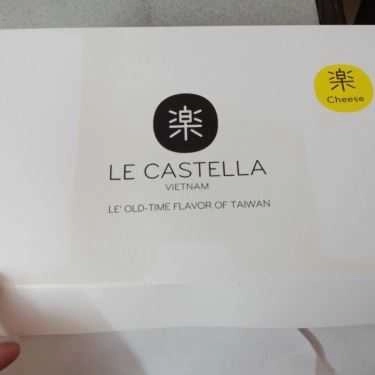 楽
Cheese
楽
LE CASTELLA
VIETNAM
LE' OLD-TIME FLAVOR OF TAIWAN